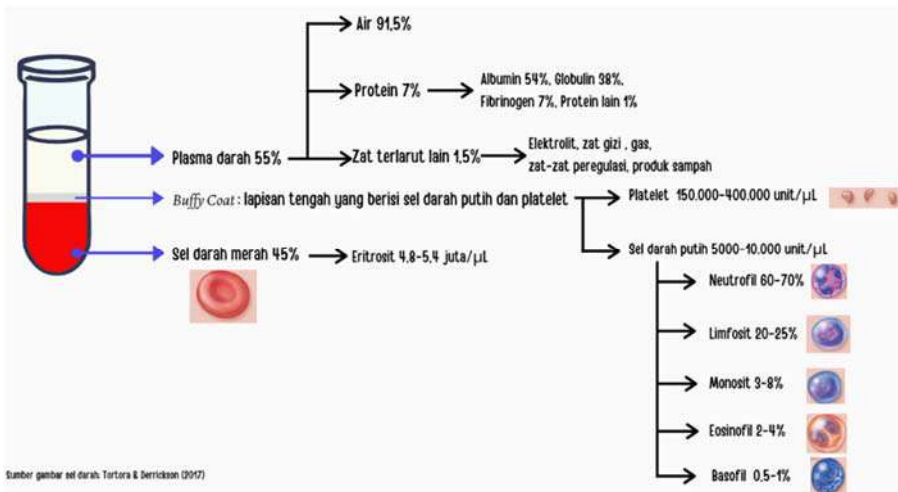 Air 91,5%
Protein 7%
Albumin 54%, Globulin 38%,
Fibrinogen 7%, Protein lain 1%
Plasma darah 55%
Zat terlarut lain 1,5%
Elektrolit, zat gizi , gas,
zat-zat peregulasi, produk sampah
Buffy Coat : lapisan tengah yang berisi sel darah putih dan platelet
Platelet 150.000-400.000 unit/µL
Sel darah merah 45%
Eritrosit 4,8-5,4 juta/µL
Sel darah putih 5000-10.000 unit/µL
Neutrofil 60-70%
Limfosit 20-25%
Monosit 3-8%
Eosinofil 2-4%
Basofil 0,5-1%
Sumber gambar sel darah: Tortora & Derrickson (2017)